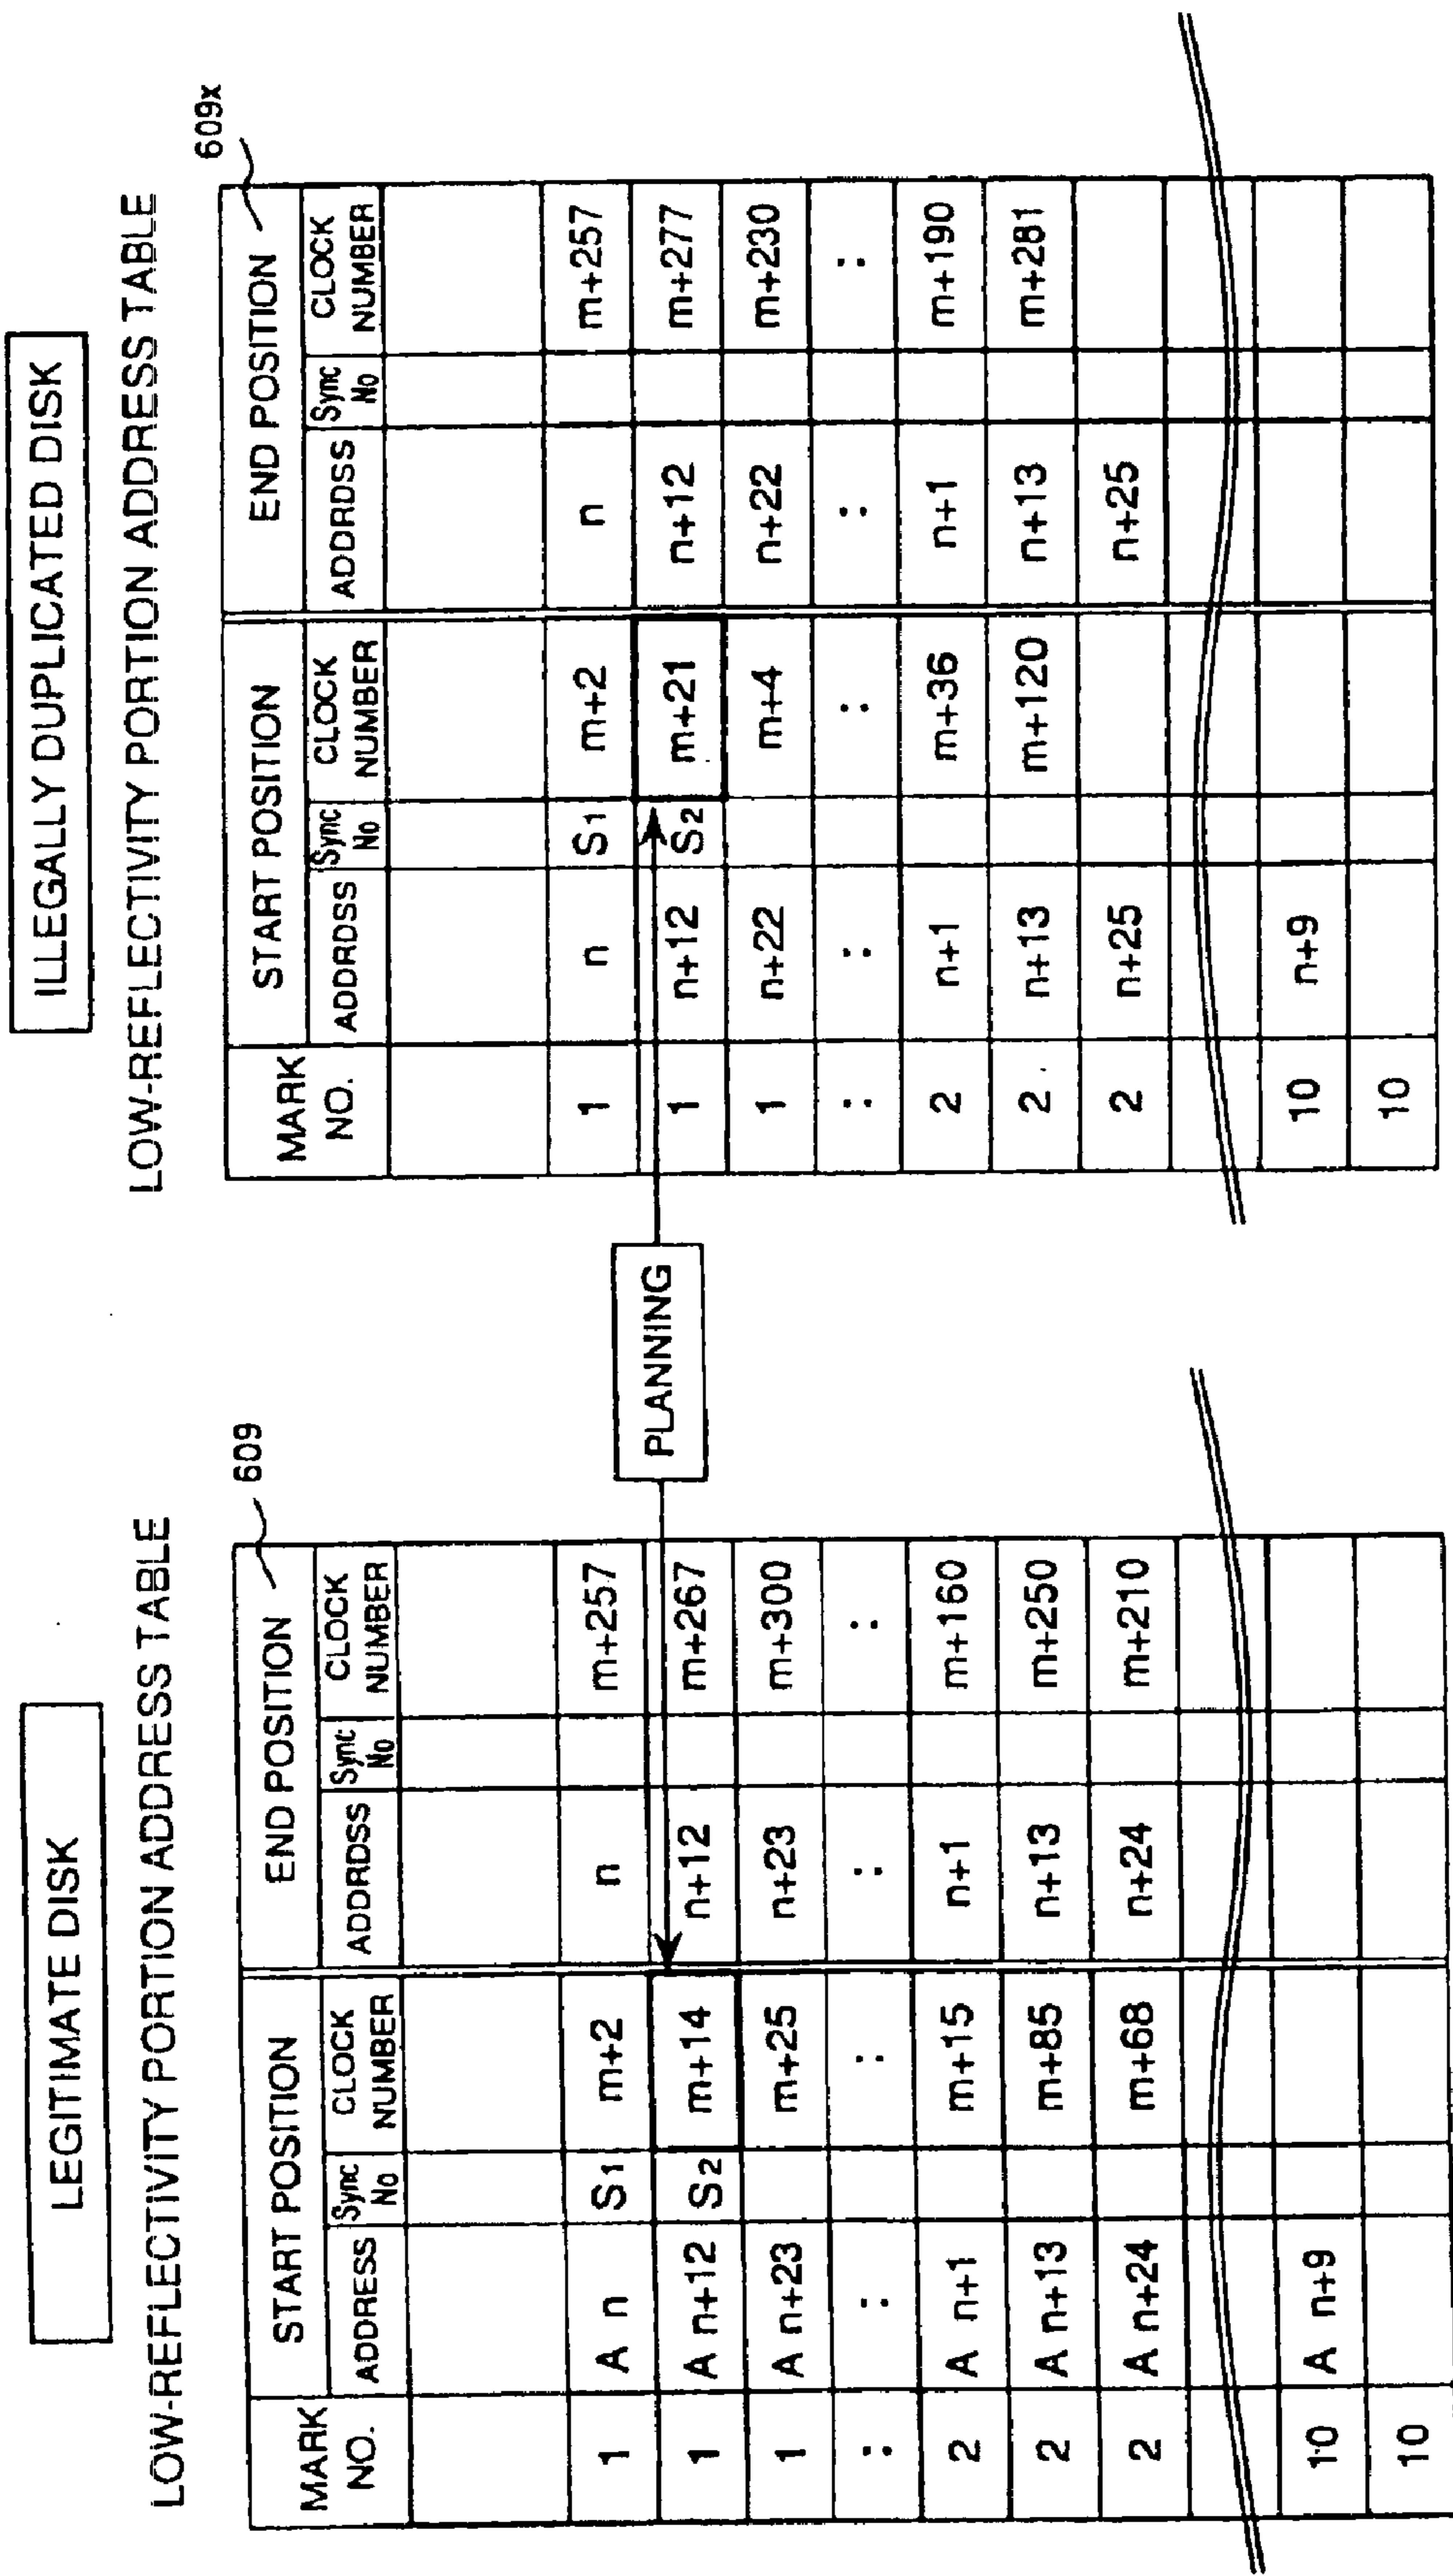 LEGITIMATE DISK
LOW-REFLECTIVITY PORTION ADDRESS TABLE
609
MARK NO. START POSITION END POSITION
ADDRESS Sync No CLOCK NUMBER ADDRDSS Sync No CLOCK NUMBER
1 A n S1 m+2 n m+257
1 A n+12 S2 m+14 n+12 m+267
1 A n+23 m+25 n+23 m+300
: : : : :
2 A n+1 m+15 n+1 m+160
2 A n+13 m+85 n+13 m+250
2 A n+24 m+68 n+24 m+210
10 A n+9
10
PLANNING
ILLEGALLY DUPLICATED DISK
LOW-REFLECTIVITY PORTION ADDRESS TABLE
609x
MARK NO. START POSITION END POSITION
ADDRDSS Sync No CLOCK NUMBER ADDRDSS Sync No CLOCK NUMBER
1 n S1 m+2 n m+257
1 n+12 S2 m+21 n+12 m+277
1 n+22 m+4 n+22 m+230
: : : : :
2 n+1 m+36 n+1 m+190
2 n+13 m+120 n+13 m+281
2 n+25 n+25
10 n+9
10